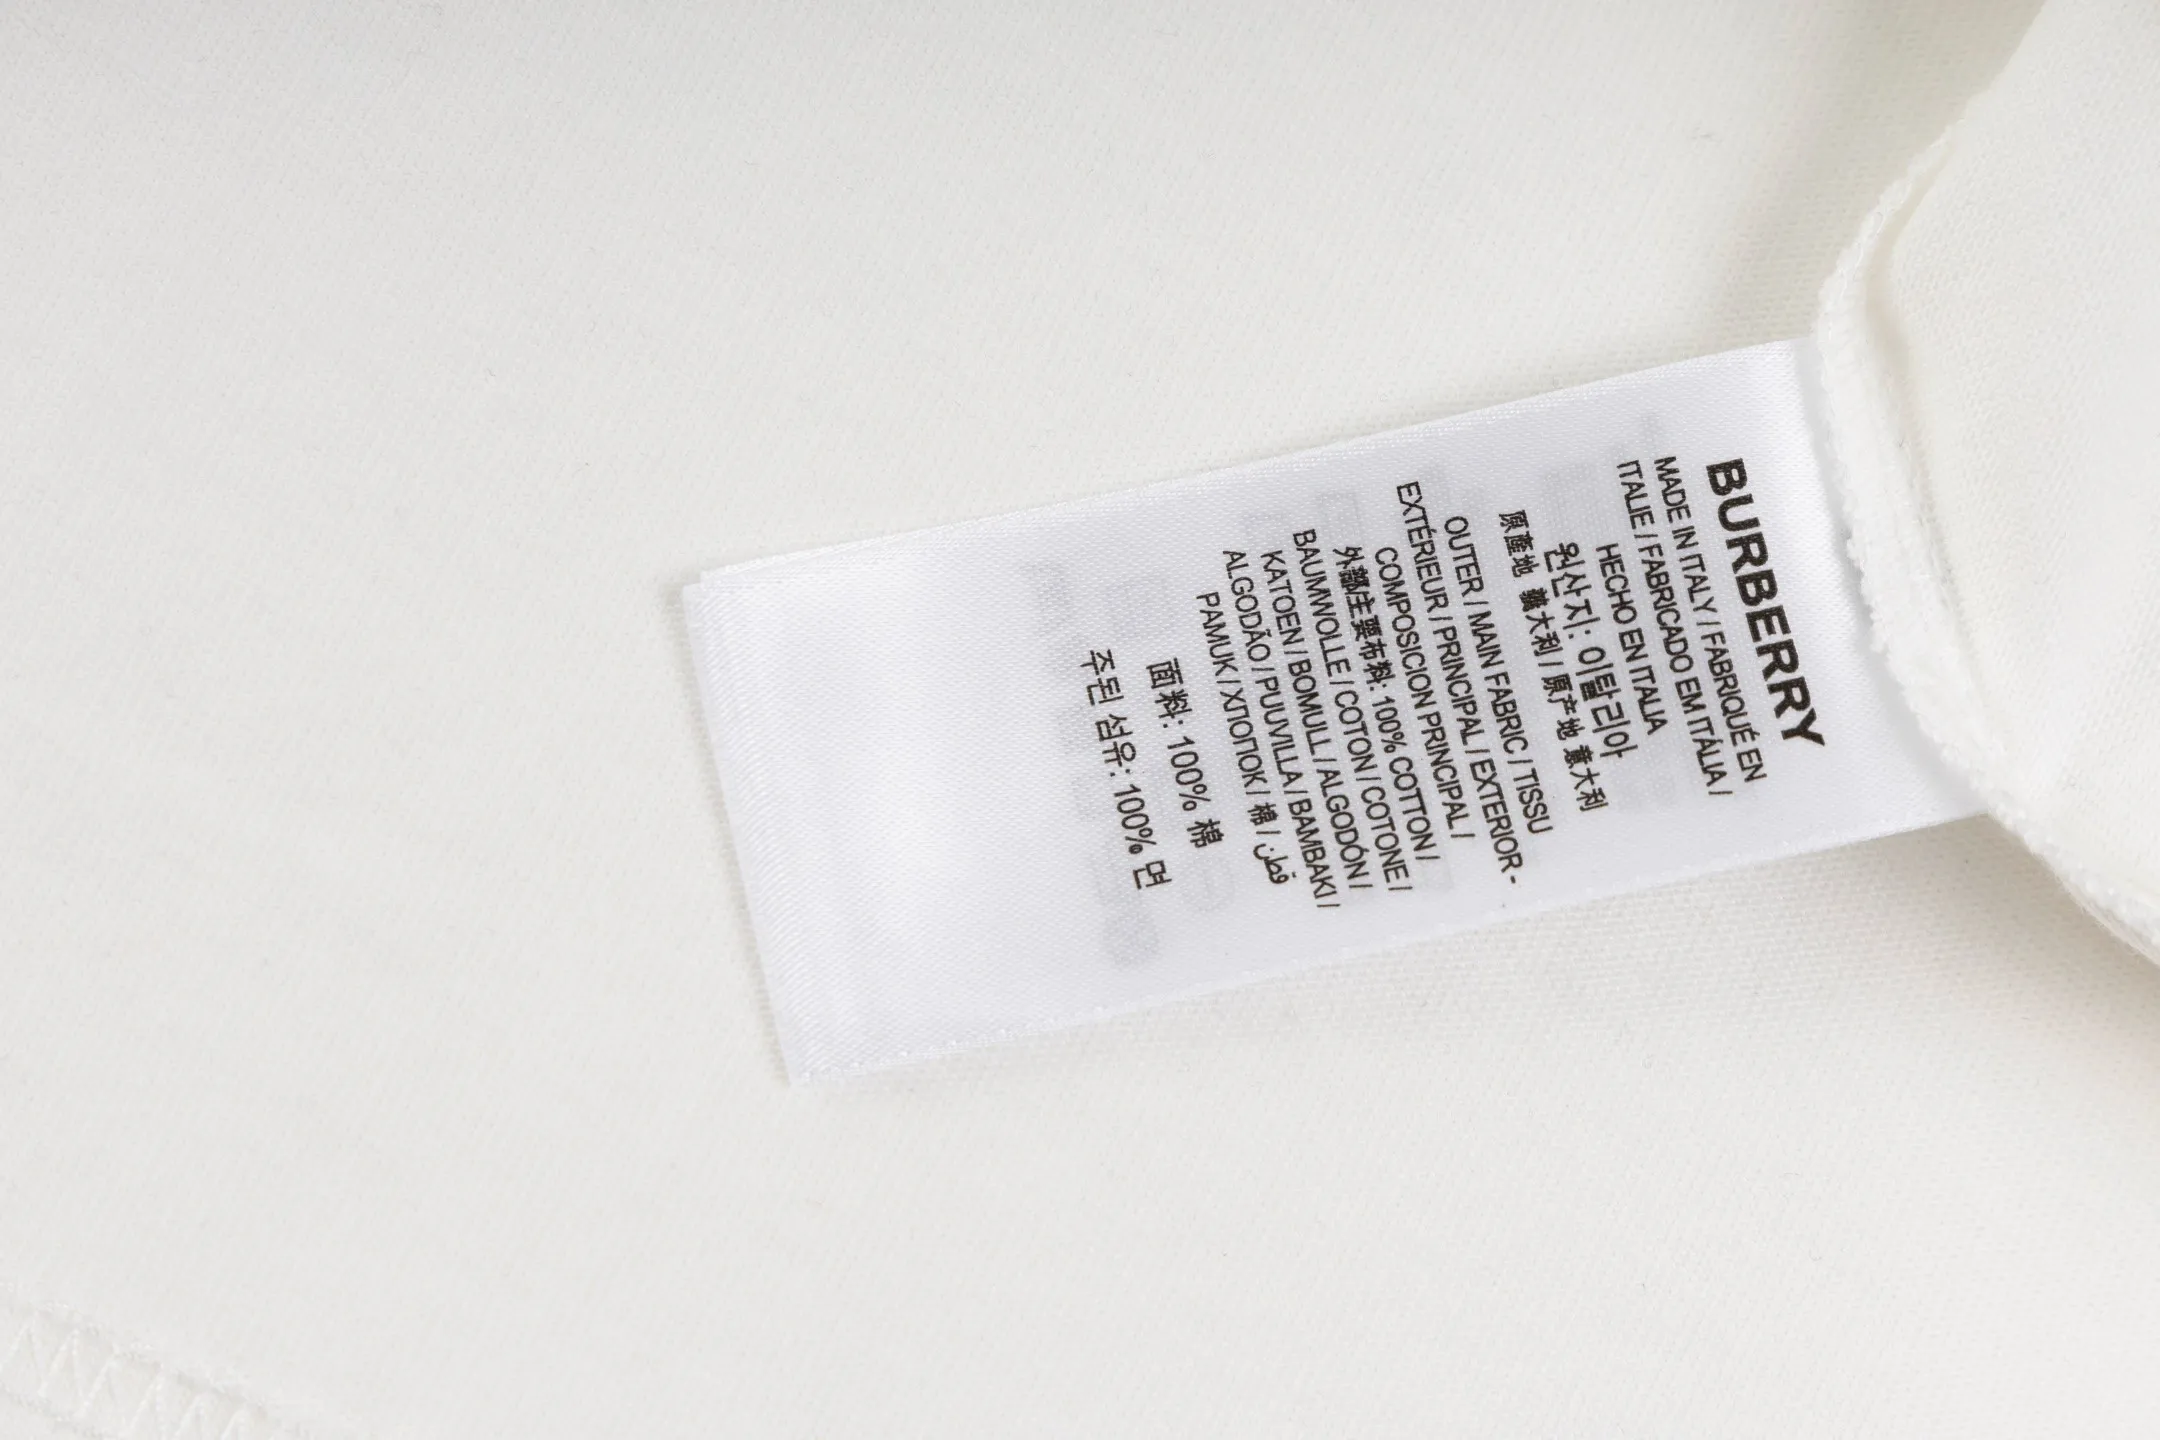 BURBERRY
MADE IN ITALY / FABRIQUÉ EN
ITALIE / FABRICADO EM ITÁLIA /
HECHO EN ITALIA
원산지: 이탈리아
原產地 義大利 / 原产地 意大利
OUTER / MAIN FABRIC / TISSU
EXTÉRIEUR / PRINCIPAL / EXTERIOR -
COMPOSICION PRINCIPAL /
外部主要布料: 100% COTTON /
BAUMWOLLE / COTON / COTONE /
KATOEN / BOMULL / ALGODÓN /
ALGODÃO / PUUVILLA / BAMBAKI /
PAMUK / ХЛОПОК / 棉 / قطن
面料: 100% 棉
주된 섬유: 100% 면